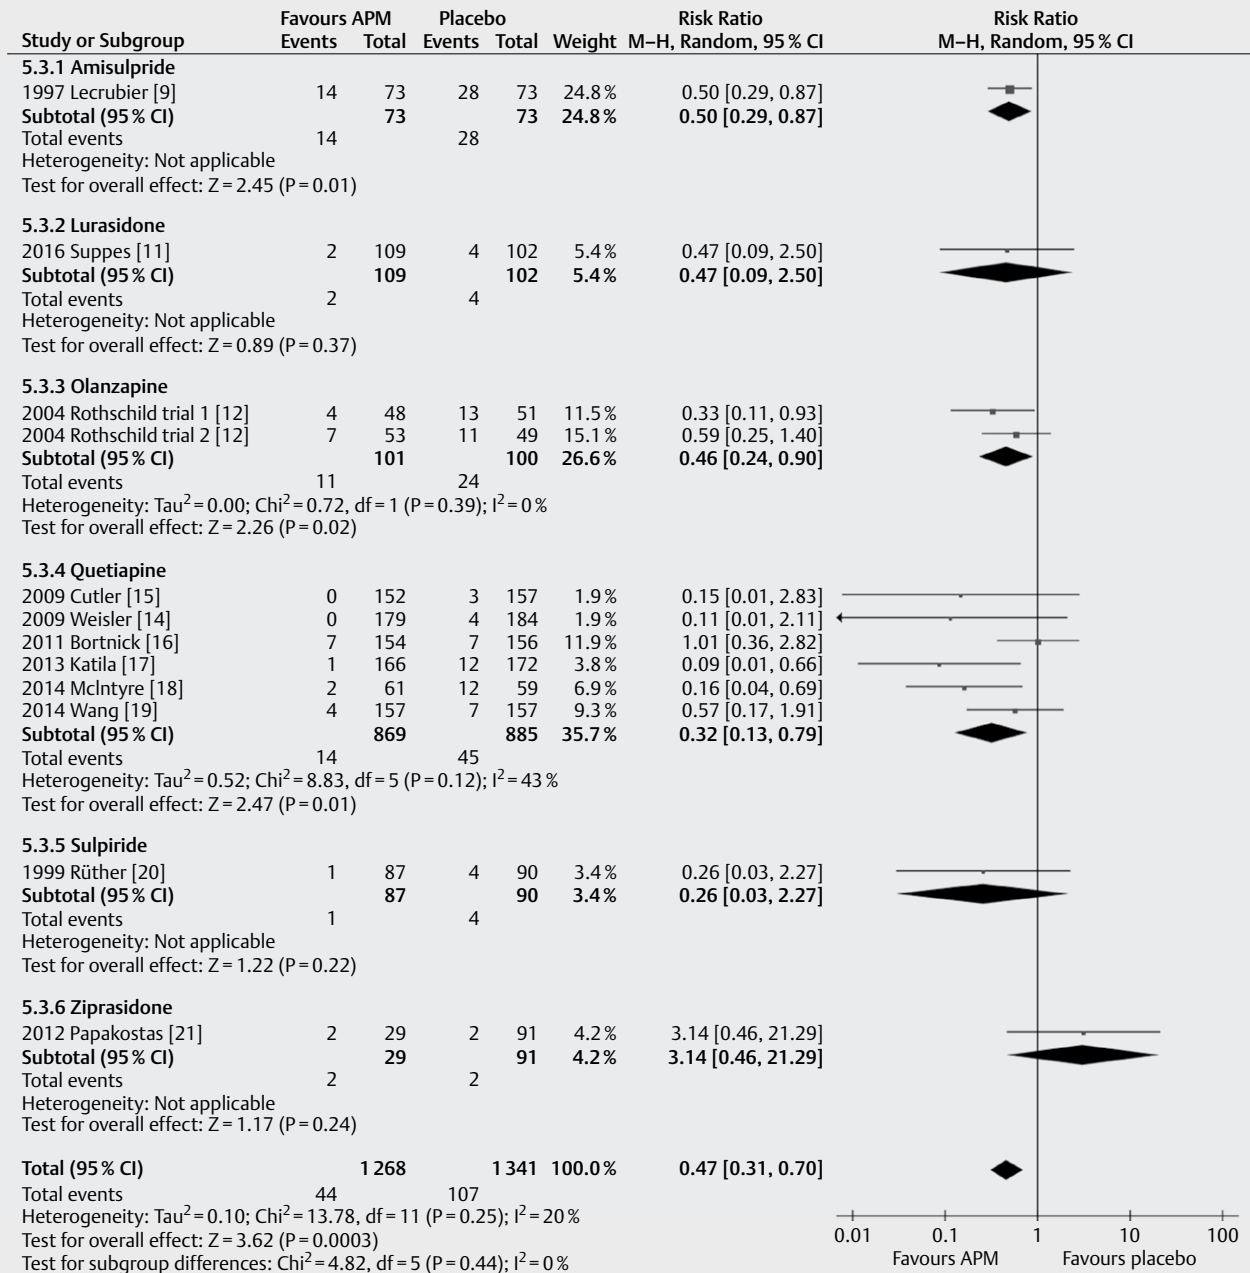 Favours APM Placebo Risk Ratio Risk Ratio
Study or Subgroup Events Total Events Total Weight M–H, Random, 95 % CI M–H, Random, 95 % CI
5.3.1 Amisulpride
1997 Lecrubier [9] 14 73 28 73 24.8 % 0.50 [0.29, 0.87]
Subtotal (95 % CI) 73 73 24.8 % 0.50 [0.29, 0.87]
Total events 14 28
Heterogeneity: Not applicable
Test for overall effect: Z = 2.45 (P = 0.01)
5.3.2 Lurasidone
2016 Suppes [11] 2 109 4 102 5.4 % 0.47 [0.09, 2.50]
Subtotal (95 % CI) 109 102 5.4 % 0.47 [0.09, 2.50]
Total events 2 4
Heterogeneity: Not applicable
Test for overall effect: Z = 0.89 (P = 0.37)
5.3.3 Olanzapine
2004 Rothschild trial 1 [12] 4 48 13 51 11.5 % 0.33 [0.11, 0.93]
2004 Rothschild trial 2 [12] 7 53 11 49 15.1 % 0.59 [0.25, 1.40]
Subtotal (95 % CI) 101 100 26.6 % 0.46 [0.24, 0.90]
Total events 11 24
Heterogeneity: Tau² = 0.00; Chi² = 0.72, df = 1 (P = 0.39); I² = 0 %
Test for overall effect: Z = 2.26 (P = 0.02)
5.3.4 Quetiapine
2009 Cutler [15] 0 152 3 157 1.9 % 0.15 [0.01, 2.83]
2009 Weisler [14] 0 179 4 184 1.9 % 0.11 [0.01, 2.11]
2011 Bortnick [16] 7 154 7 156 11.9 % 1.01 [0.36, 2.82]
2013 Katila [17] 1 166 12 172 3.8 % 0.09 [0.01, 0.66]
2014 McIntyre [18] 2 61 12 59 6.9 % 0.16 [0.04, 0.69]
2014 Wang [19] 4 157 7 157 9.3 % 0.57 [0.17, 1.91]
Subtotal (95 % CI) 869 885 35.7 % 0.32 [0.13, 0.79]
Total events 14 45
Heterogeneity: Tau² = 0.52; Chi² = 8.83, df = 5 (P = 0.12); I² = 43 %
Test for overall effect: Z = 2.47 (P = 0.01)
5.3.5 Sulpiride
1999 Rüther [20] 1 87 4 90 3.4 % 0.26 [0.03, 2.27]
Subtotal (95 % CI) 87 90 3.4 % 0.26 [0.03, 2.27]
Total events 1 4
Heterogeneity: Not applicable
Test for overall effect: Z = 1.22 (P = 0.22)
5.3.6 Ziprasidone
2012 Papakostas [21] 2 29 2 91 4.2 % 3.14 [0.46, 21.29]
Subtotal (95 % CI) 29 91 4.2 % 3.14 [0.46, 21.29]
Total events 2 2
Heterogeneity: Not applicable
Test for overall effect: Z = 1.17 (P = 0.24)
Total (95 % CI) 1 268 1 341 100.0 % 0.47 [0.31, 0.70]
Total events 44 107
Heterogeneity: Tau² = 0.10; Chi² = 13.78, df = 11 (P = 0.25); I² = 20 %
Test for overall effect: Z = 3.62 (P = 0.0003)
Test for subgroup differences: Chi² = 4.82, df = 5 (P = 0.44); I² = 0 %
0.01 0.1 1 10 100
Favours APM Favours placebo